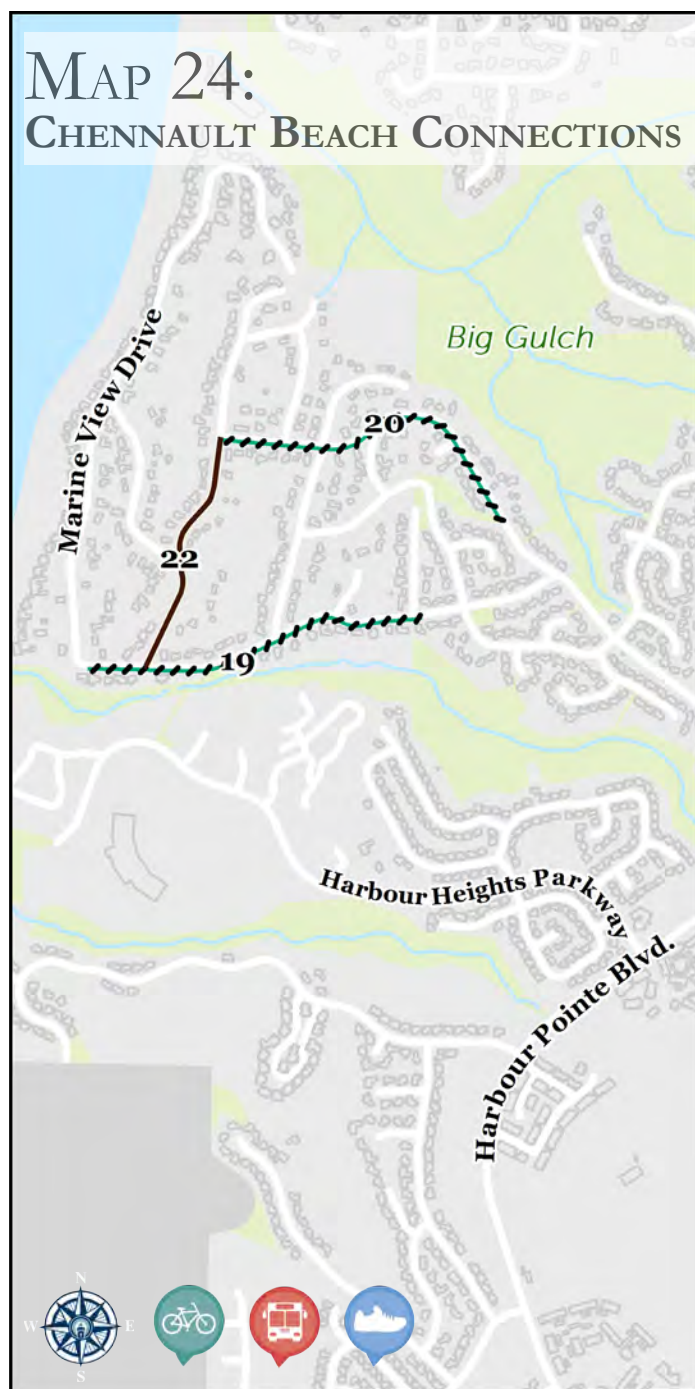 MAP 24:
CHENNAULT BEACH CONNECTIONS
Big Gulch
Marine View Drive
20
22
19
Harbour Heights Parkway
Harbour Pointe Blvd.
N
W E
S